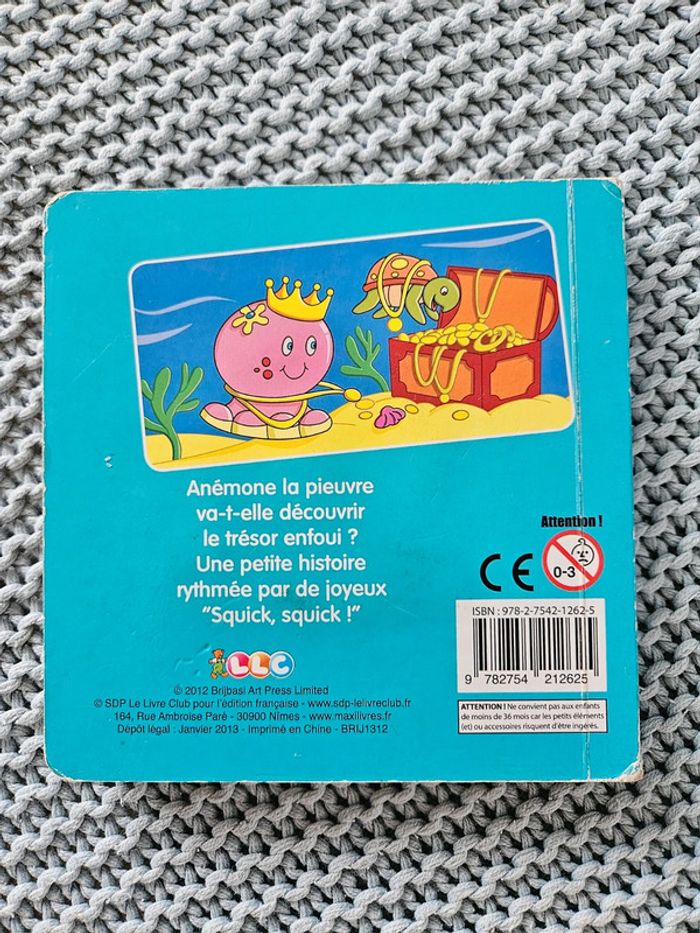 Anémone la pieuvre
va-t-elle découvrir
le trésor enfoui ?
Une petite histoire
rythmée par de joyeux
"Squick, squick !"
LLC
© 2012 Brijbasi Art Press Limited
© SDP Le Livre Club pour l'édition française - www.sdp-lelivreclub.fr
164, Rue Ambroise Paré - 30900 Nîmes - www.maxilivres.fr
Dépôt légal : Janvier 2013 - Imprimé en Chine - BRIJ1312
Attention !
CE
0-3
ISBN : 978-2-7542-1262-5
9 782754 212625
ATTENTION ! Ne convient pas aux enfants
de moins de 36 mois car les petits éléments
(et) ou accessoires risquent d'être ingérés.